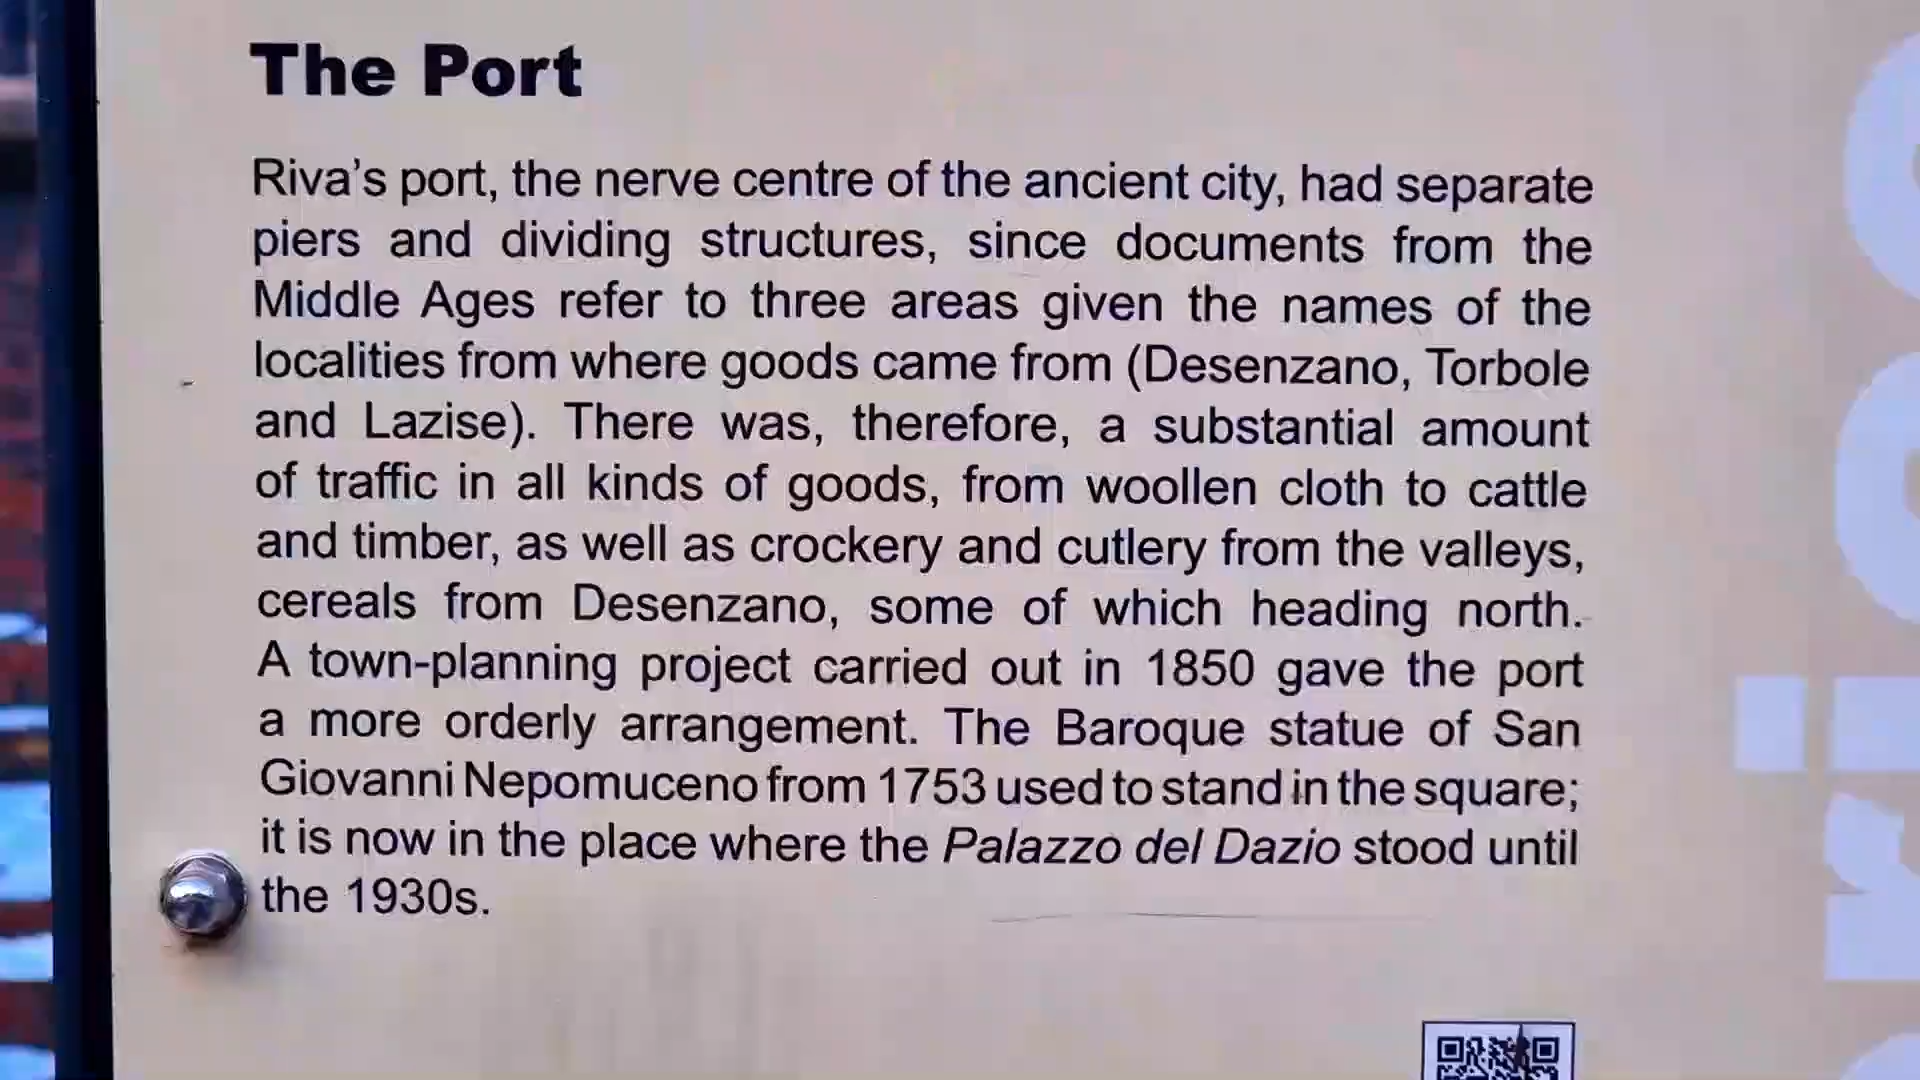 The Port
Riva's port, the nerve centre of the ancient city, had separate
piers and dividing structures, since documents from the
Middle Ages refer to three areas given the names of the
localities from where goods came from (Desenzano, Torbole
and Lazise). There was, therefore, a substantial amount
of traffic in all kinds of goods, from woollen cloth to cattle
and timber, as well as crockery and cutlery from the valleys,
cereals from Desenzano, some of which heading north.
A town-planning project carried out in 1850 gave the port
a more orderly arrangement. The Baroque statue of San
Giovanni Nepomuceno from 1753 used to stand in the square;
it is now in the place where the Palazzo del Dazio stood until
the 1930s.